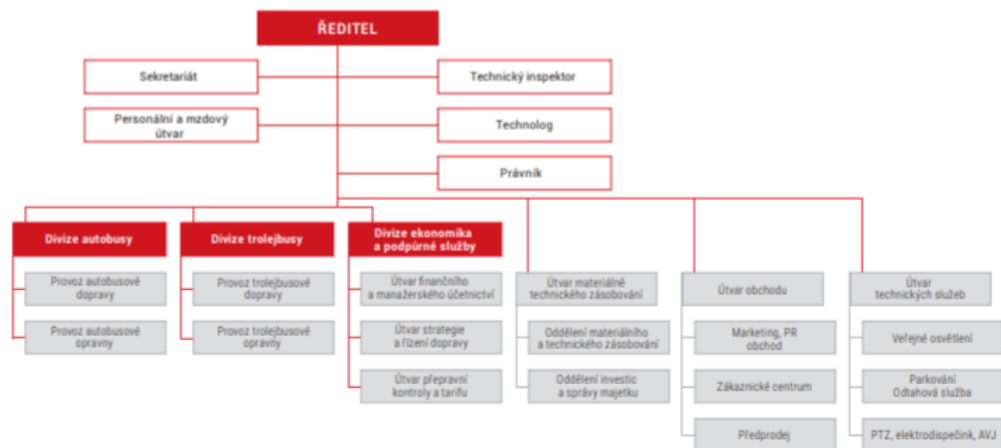 ŘEDITEL
Sekretariát
Technický inspektor
Personální a mzdový
útvar
Technolog
Právník
Divize autobusy
Divize trolejbusy
Divize ekonomika
a podpůrné služby
Provoz autobusové
dopravy
Provoz trolejbusové
dopravy
Útvar finančního
a manažerského účetnictví
Útvar materiálně
technického zásobování
Útvar obchodu
Útvar
technických služeb
Provoz autobusové
opravny
Provoz trolejbusové
opravny
Útvar strategie
a řízení dopravy
Oddělení materiálního
a technického zásobování
Marketing, PR
obchod
Veřejné osvětlení
Útvar přepravní
kontroly a tarifu
Oddělení investic
a správy majetku
Zákaznické centrum
Parkování
Odtahová služba
Předprodej
PTZ, elektrodispečink, AVJ